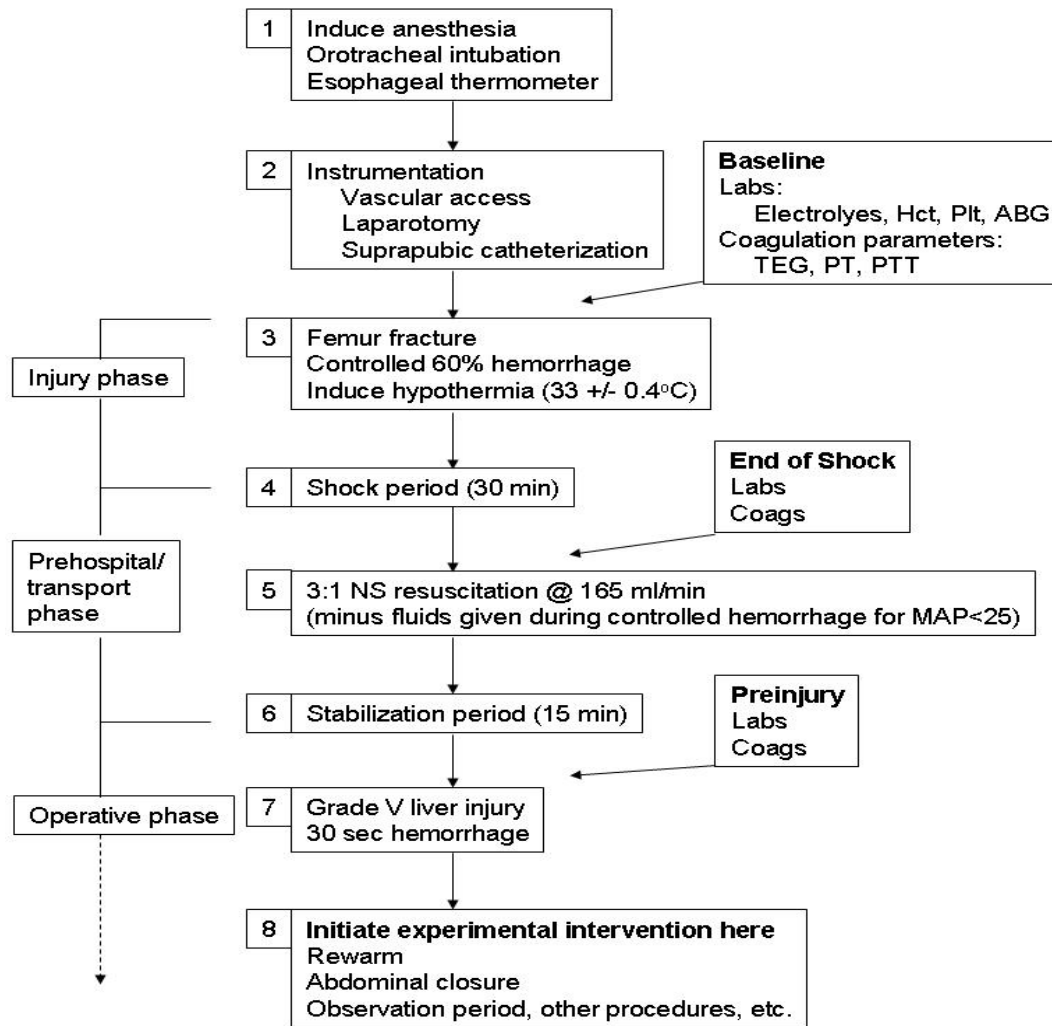 1 Induce anesthesia
Orotracheal intubation
Esophageal thermometer
2 Instrumentation
Vascular access
Laparotomy
Suprapubic catheterization
Baseline
Labs:
Electrolyes, Hct, Plt, ABG
Coagulation parameters:
TEG, PT, PTT
Injury phase
3 Femur fracture
Controlled 60% hemorrhage
Induce hypothermia (33 +/- 0.4°C)
End of Shock
Labs
Coags
4 Shock period (30 min)
Prehospital/
transport
phase
5 3:1 NS resuscitation @ 165 ml/min
(minus fluids given during controlled hemorrhage for MAP<25)
Preinjury
Labs
Coags
6 Stabilization period (15 min)
Operative phase
7 Grade V liver injury
30 sec hemorrhage
8 Initiate experimental intervention here
Rewarm
Abdominal closure
Observation period, other procedures, etc.